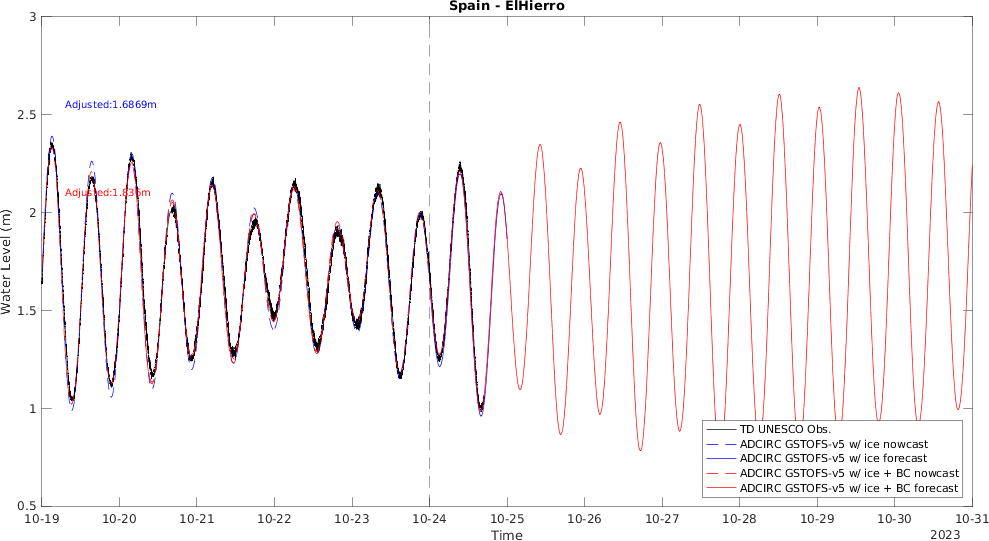 Spain - ElHierro
3
2.5
2
1.5
1
0.5
Water Level (m)
Adjusted:1.6869m
Adjusted:1.836m
TD UNESCO Obs.
ADCIRC GSTOFS-v5 w/ ice nowcast
ADCIRC GSTOFS-v5 w/ ice forecast
ADCIRC GSTOFS-v5 w/ ice + BC nowcast
ADCIRC GSTOFS-v5 w/ ice + BC forecast
10-19 10-20 10-21 10-22 10-23 10-24 10-25 10-26 10-27 10-28 10-29 10-30 10-31
Time
2023